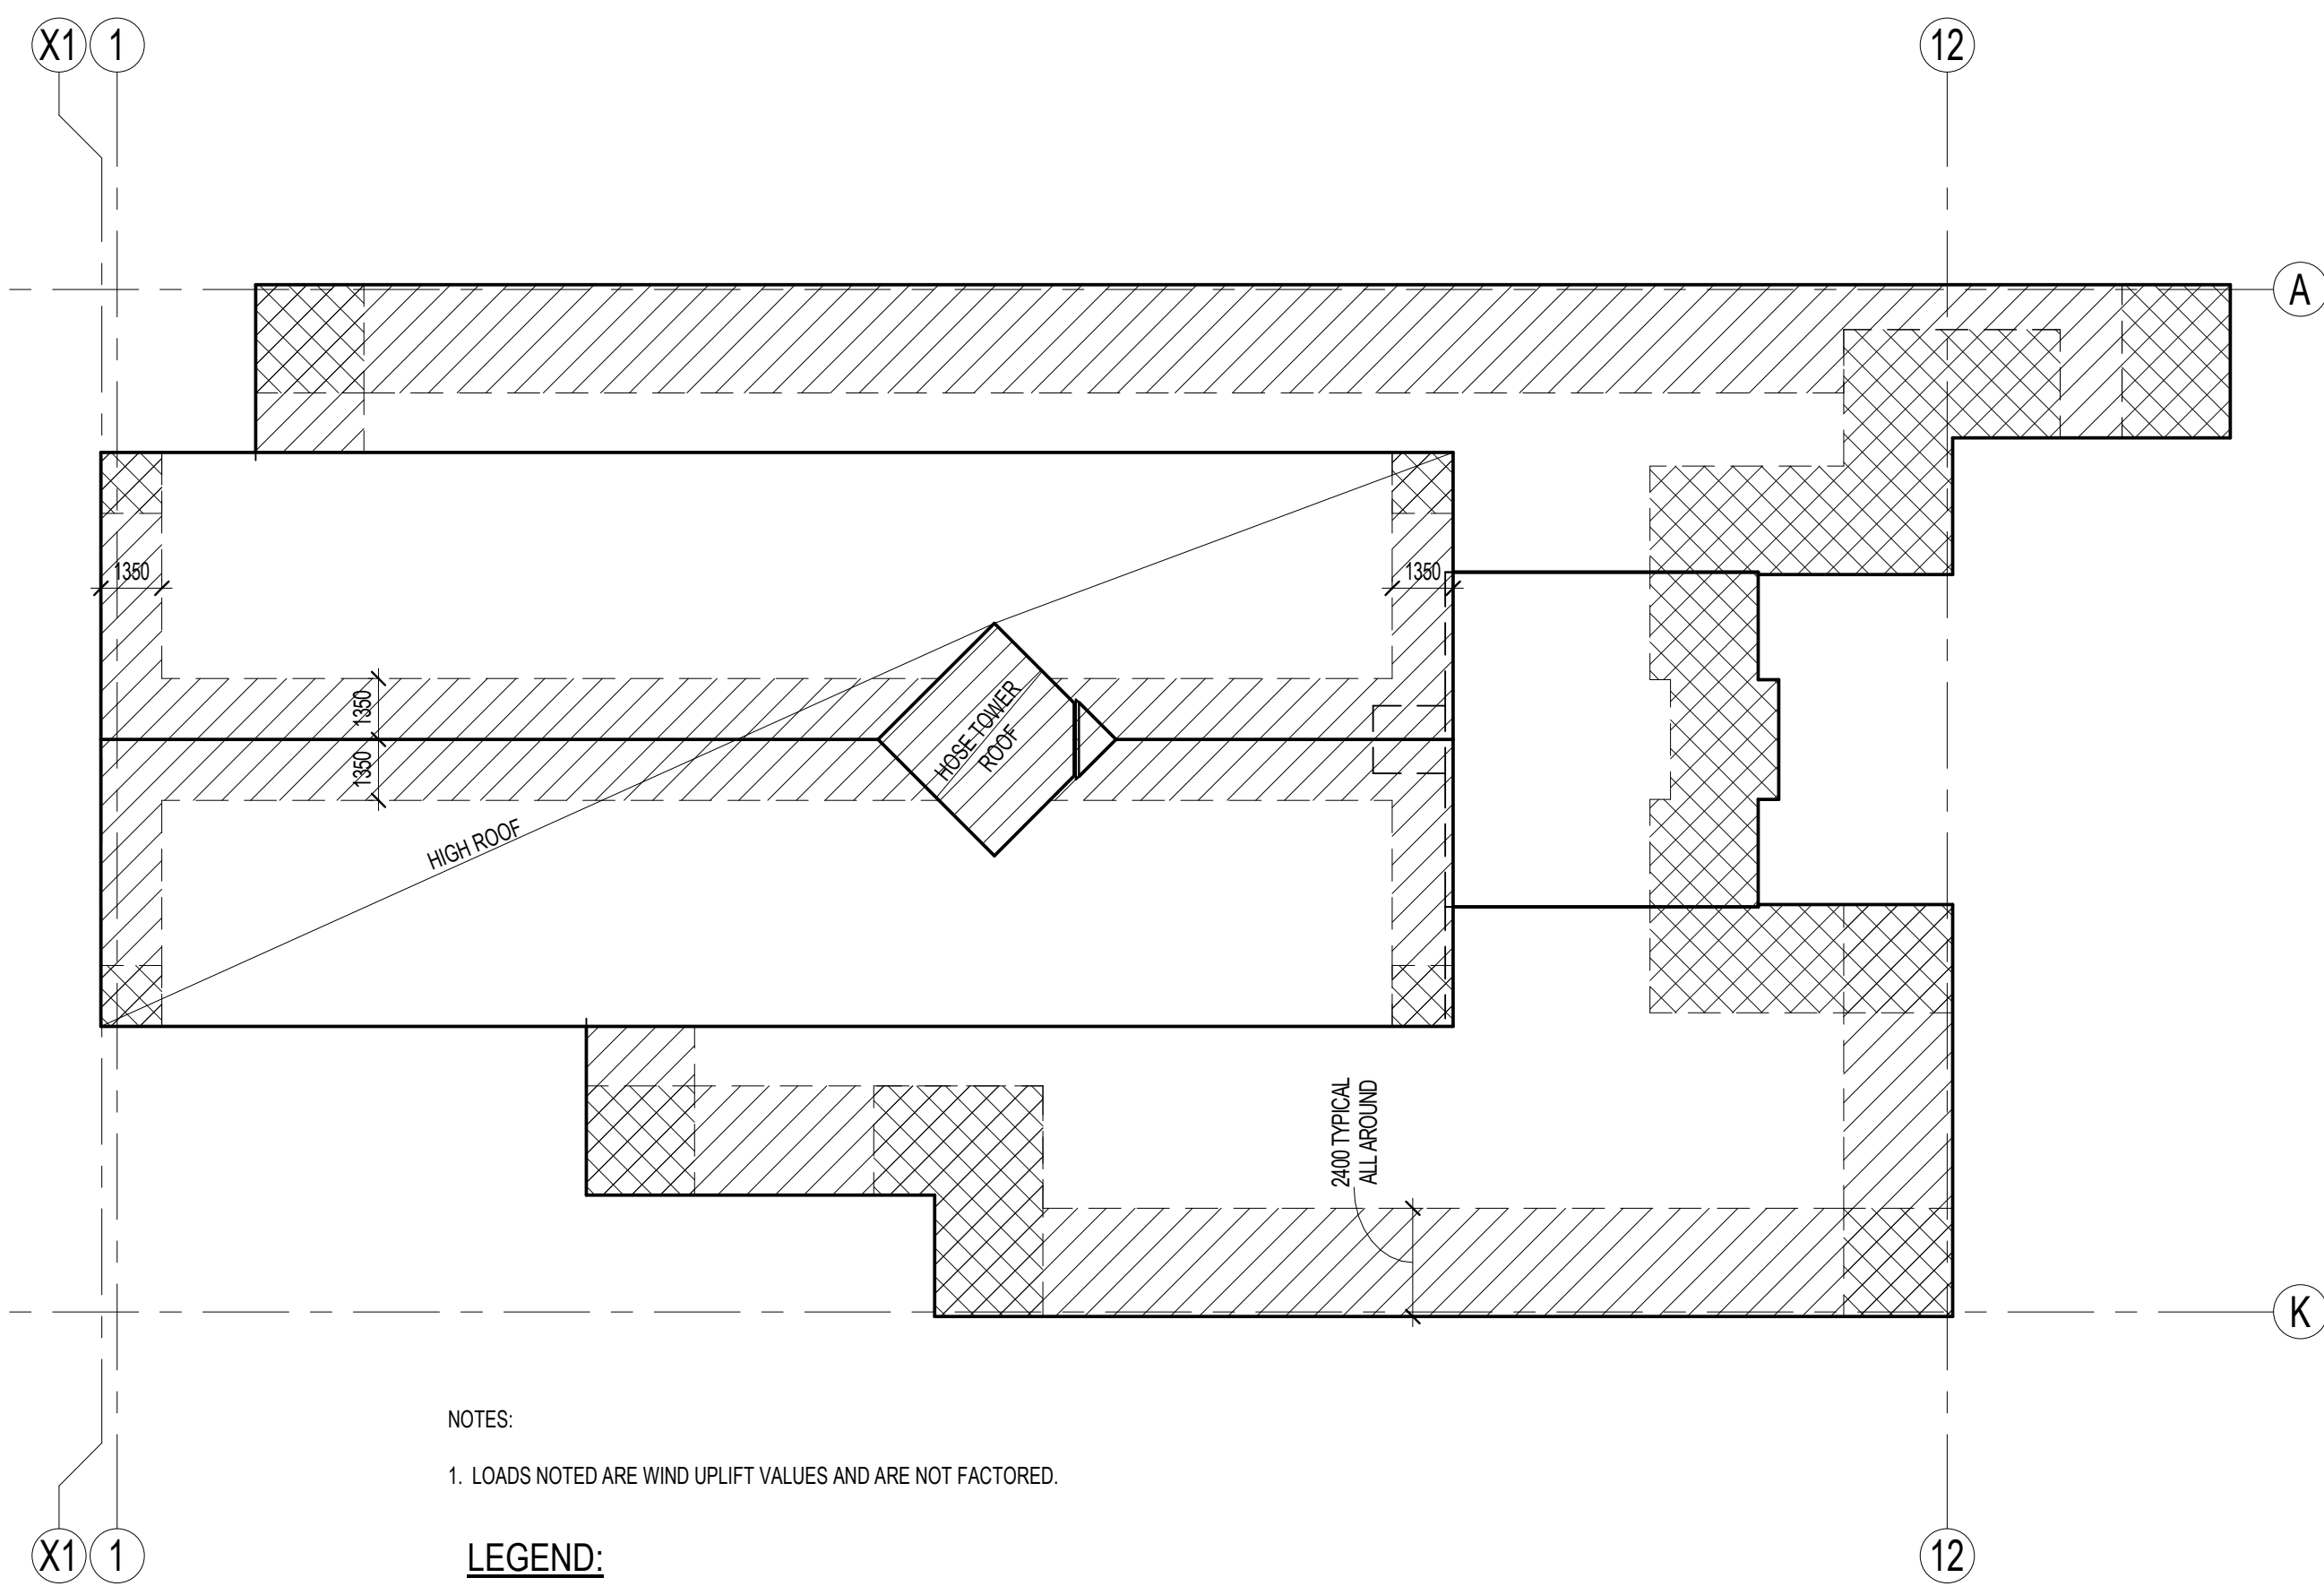 X1 1 12
A
1350 1350
1350
1350
HOSE TOWER
ROOF
HIGH ROOF
2400 TYPICAL
ALL AROUND
K
NOTES:
1. LOADS NOTED ARE WIND UPLIFT VALUES AND ARE NOT FACTORED.
X1 1 12
LEGEND: